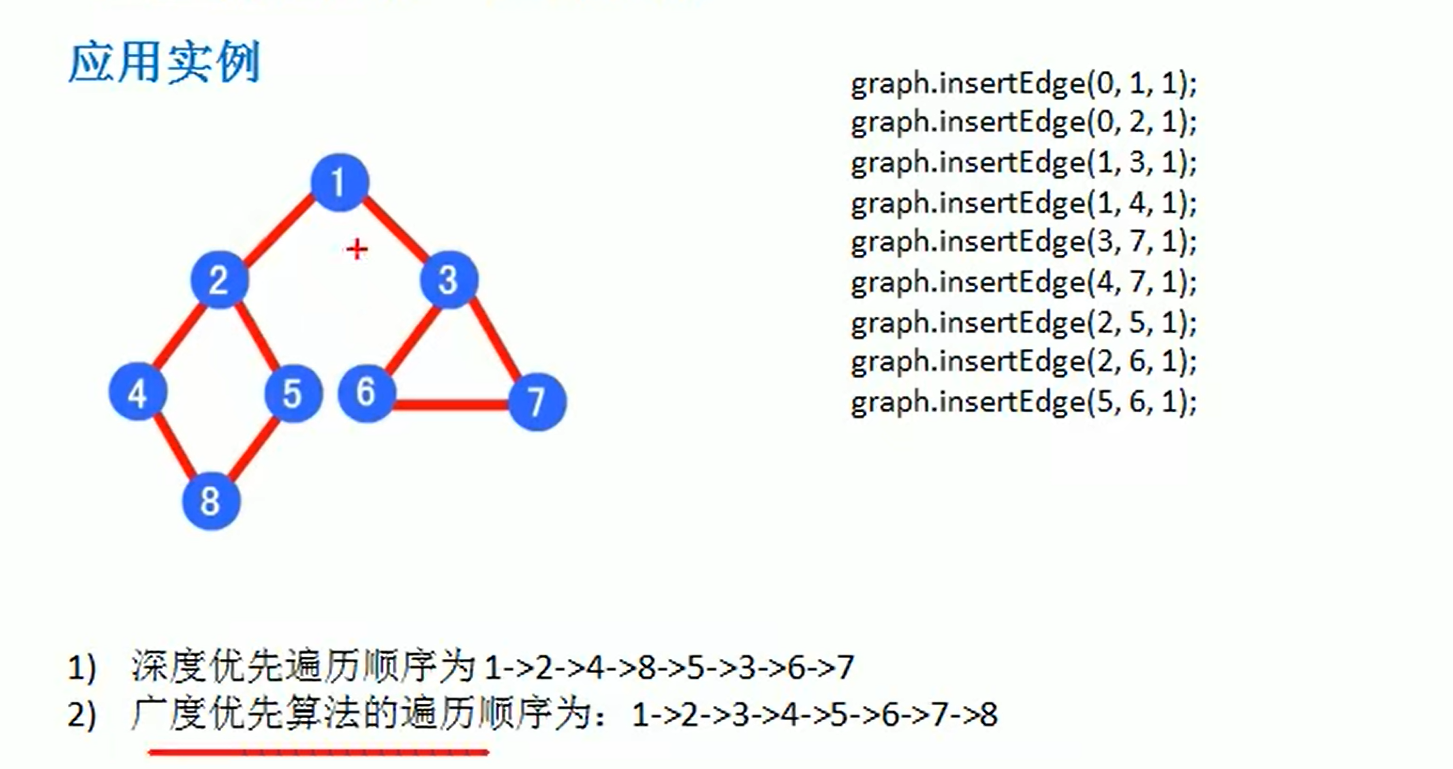 应用实例
graph.insertEdge(0, 1, 1);
graph.insertEdge(0, 2, 1);
graph.insertEdge(1, 3, 1);
graph.insertEdge(1, 4, 1);
graph.insertEdge(3, 7, 1);
graph.insertEdge(4, 7, 1);
graph.insertEdge(2, 5, 1);
graph.insertEdge(2, 6, 1);
graph.insertEdge(5, 6, 1);
1
2 3
4 5 6 7
8
1) 深度优先遍历顺序为 1->2->4->8->5->3->6->7
2) 广度优先算法的遍历顺序为：1->2->3->4->5->6->7->8